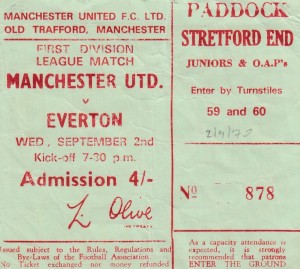 MANCHESTER UNITED F.C. LTD.
OLD TRAFFORD, MANCHESTER
FIRST DIVISION
LEAGUE MATCH
MANCHESTER UTD.
v
EVERTON
WED, SEPTEMBER 2nd
Kick-off 7-30 p.m.
Admission 4/-
L. Olive
Issued subject to the Rules, Regulations and
Bye-Laws of the Football Association.
No Ticket exchanged nor money refunded
PADDOCK
STRETFORD END
JUNIORS & O.A.P's
Enter by Turnstiles
59 and 60
2/9/70
No 878
As a capacity attendance is
expected, it is strongly
recommended that patrons
ENTER THE GROUND